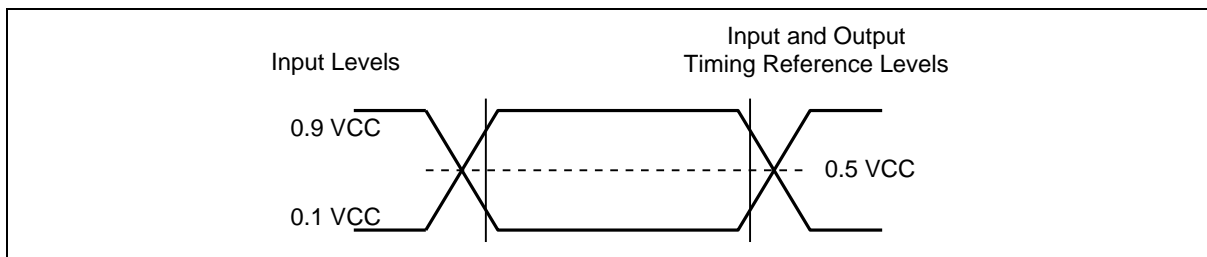 Input Levels
Input and Output
Timing Reference Levels
0.9 VCC
0.5 VCC
0.1 VCC